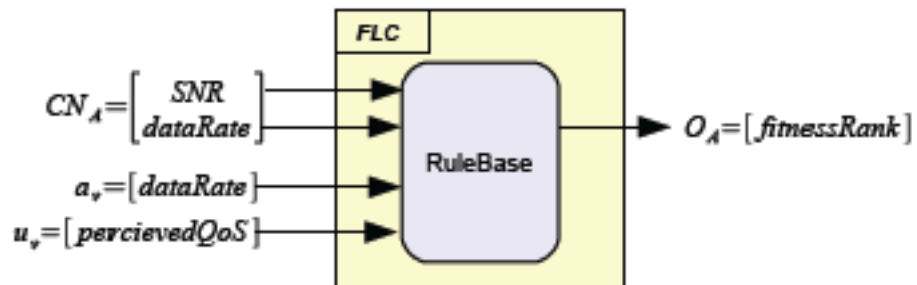 FLC
CN_A=[SNR
dataRate]
a_v=[dataRate]
u_v=[percievedQoS]
RuleBase
O_A=[fitnessRank]